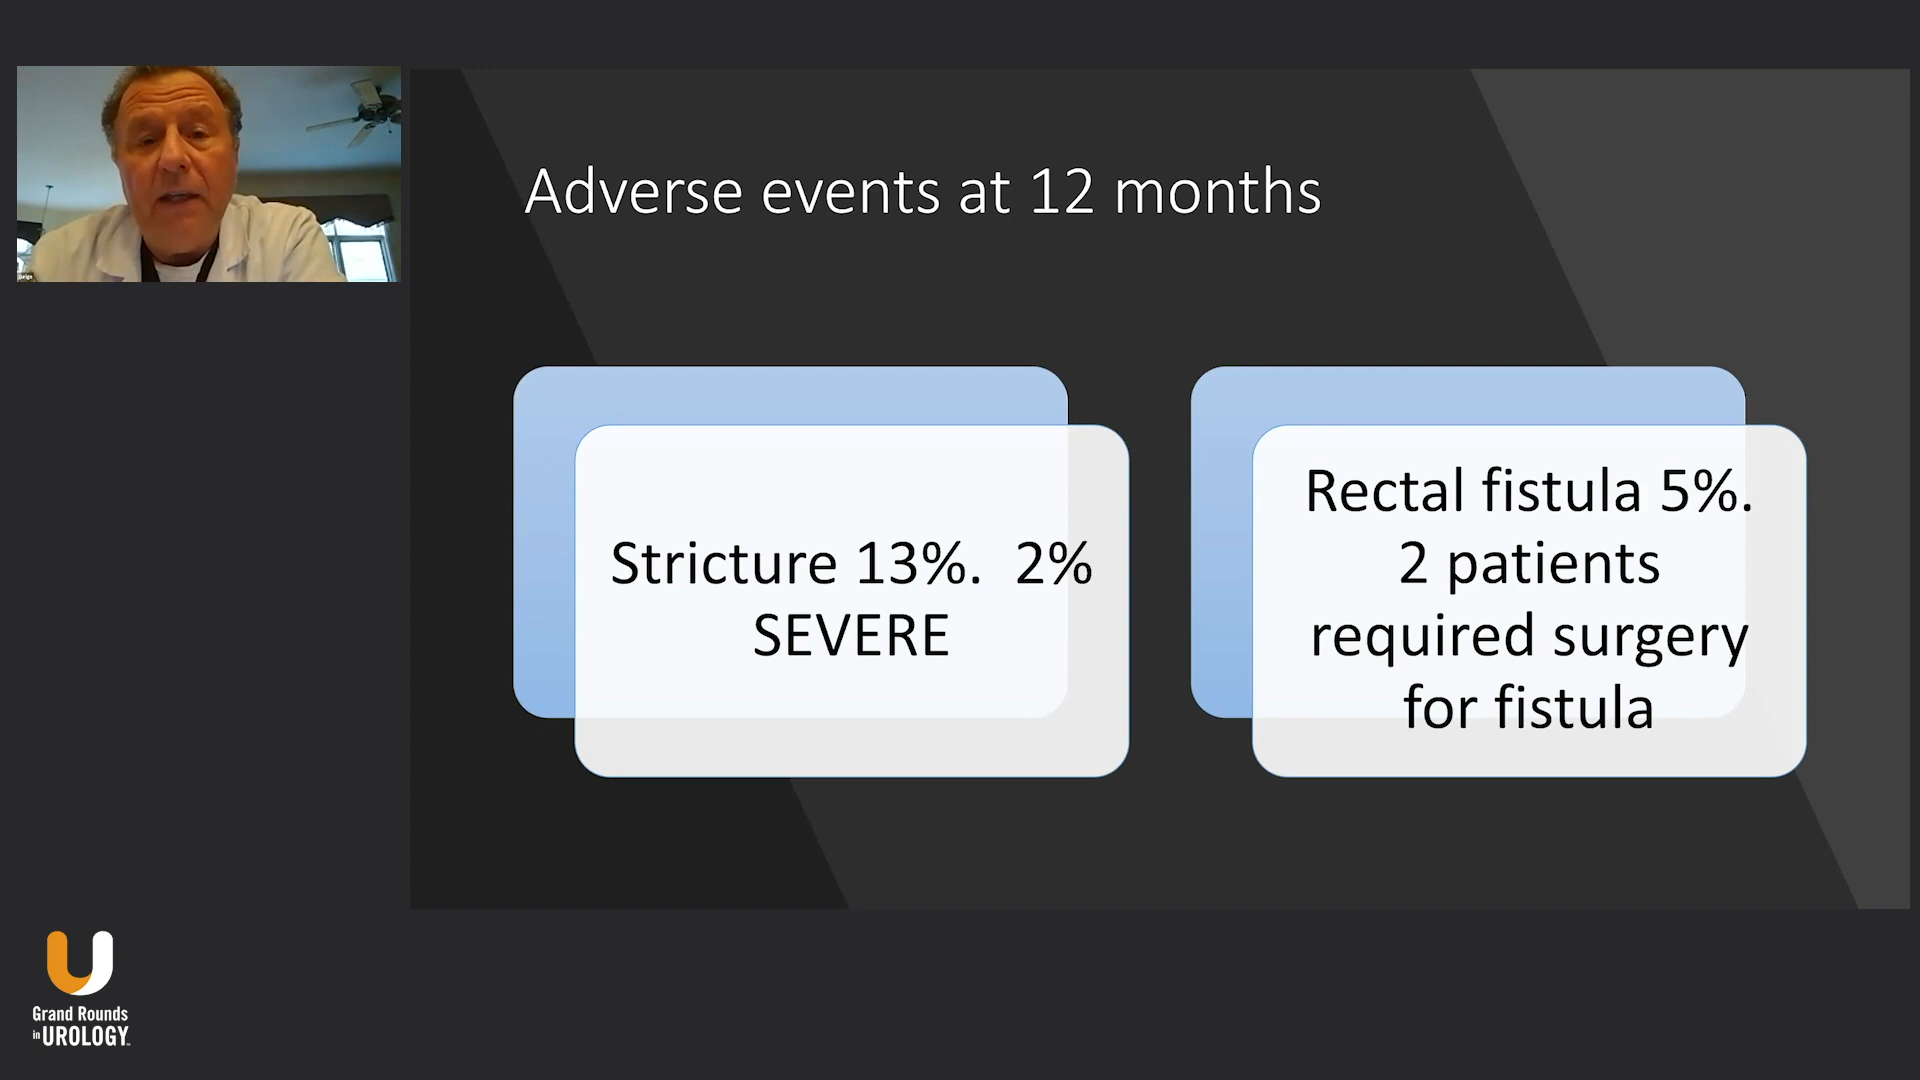 Adverse events at 12 months
Stricture 13%. 2%
SEVERE
Rectal fistula 5%.
2 patients
required surgery
for fistula
Grand Rounds
in UROLOGY